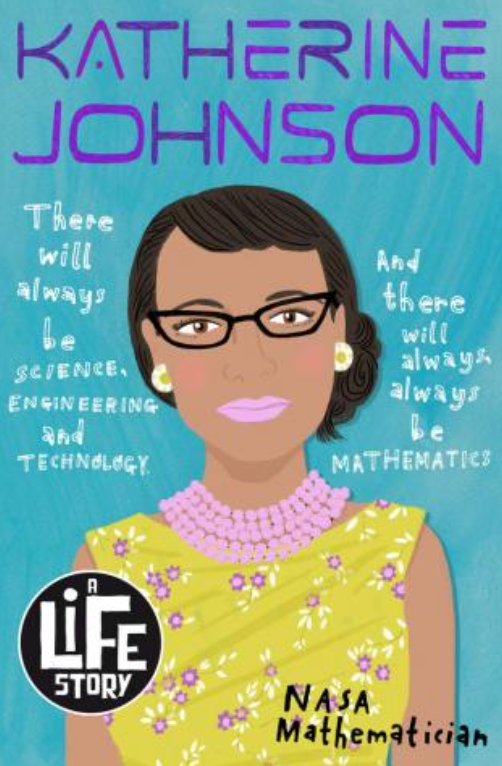 KATHERINE
JOHNSON
There
will
always
be
SCIENCE,
ENGINEERING
and
TECHNOLOGY.
And
there
will
always,
always
be
MATHEMATICS
A
LiFE
STORY
NASA
Mathematician